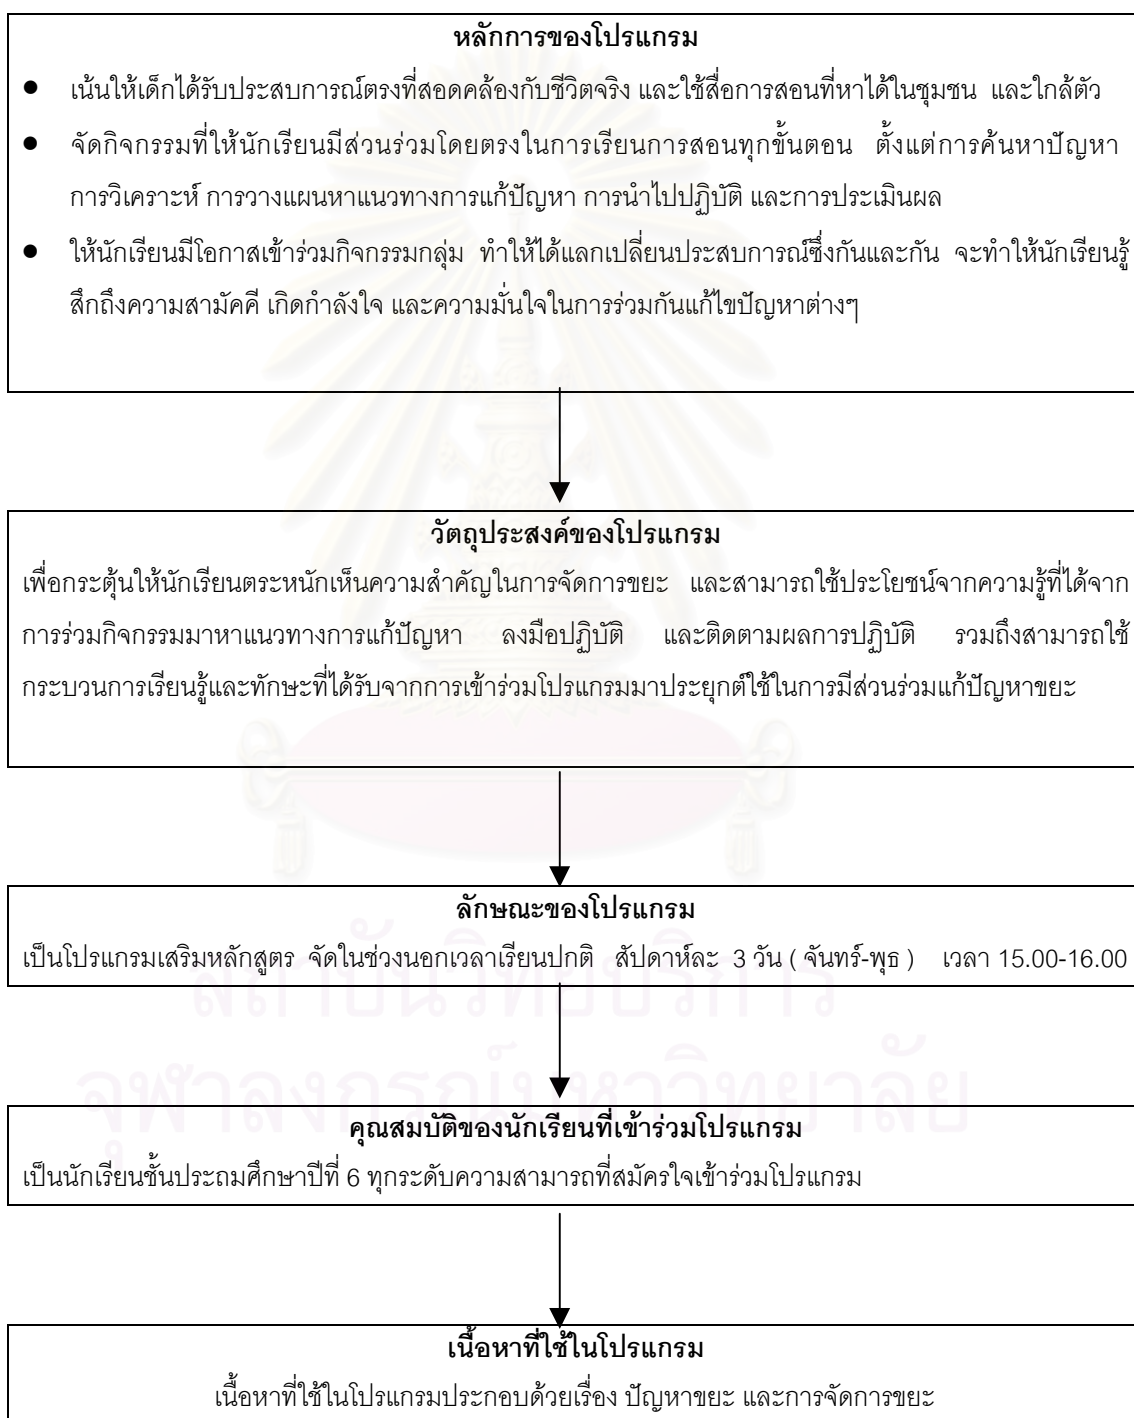 หลักการของโปรแกรม
● เน้นให้เด็กได้รับประสบการณ์ตรงที่สอดคล้องกับชีวิตจริง และใช้สื่อการสอนที่หาได้ในชุมชน และใกล้ตัว
● จัดกิจกรรมที่ให้นักเรียนมีส่วนร่วมโดยตรงในการเรียนการสอนทุกขั้นตอน ตั้งแต่การค้นหาปัญหา
การวิเคราะห์ การวางแผนหาแนวทางการแก้ปัญหา การนำไปปฏิบัติ และการประเมินผล
● ให้นักเรียนมีโอกาสเข้าร่วมกิจกรรมกลุ่ม ทำให้ได้แลกเปลี่ยนประสบการณ์ซึ่งกันและกัน จะทำให้นักเรียนรู้
สึกถึงความสามัคคี เกิดกำลังใจ และความมั่นใจในการร่วมกันแก้ไขปัญหาต่างๆ
วัตถุประสงค์ของโปรแกรม
เพื่อกระตุ้นให้นักเรียนตระหนักเห็นความสำคัญในการจัดการขยะ และสามารถใช้ประโยชน์จากความรู้ที่ได้จาก
การร่วมกิจกรรมมาหาแนวทางการแก้ปัญหา ลงมือปฏิบัติ และติดตามผลการปฏิบัติ รวมถึงสามารถใช้
กระบวนการเรียนรู้และทักษะที่ได้รับจากการเข้าร่วมโปรแกรมมาประยุกต์ใช้ในการมีส่วนร่วมแก้ปัญหาขยะ
ลักษณะของโปรแกรม
เป็นโปรแกรมเสริมหลักสูตร จัดในช่วงนอกเวลาเรียนปกติ สัปดาห์ละ 3 วัน ( จันทร์-พุธ ) เวลา 15.00-16.00
สถาบันวิทยบริการ
จุฬาลงกรณ์มหาวิทยาลัย
คุณสมบัติของนักเรียนที่เข้าร่วมโปรแกรม
เป็นนักเรียนชั้นประถมศึกษาปีที่ 6 ทุกระดับความสามารถที่สมัครใจเข้าร่วมโปรแกรม
เนื้อหาที่ใช้ในโปรแกรม
เนื้อหาที่ใช้ในโปรแกรมประกอบด้วยเรื่อง ปัญหาขยะ และการจัดการขยะ